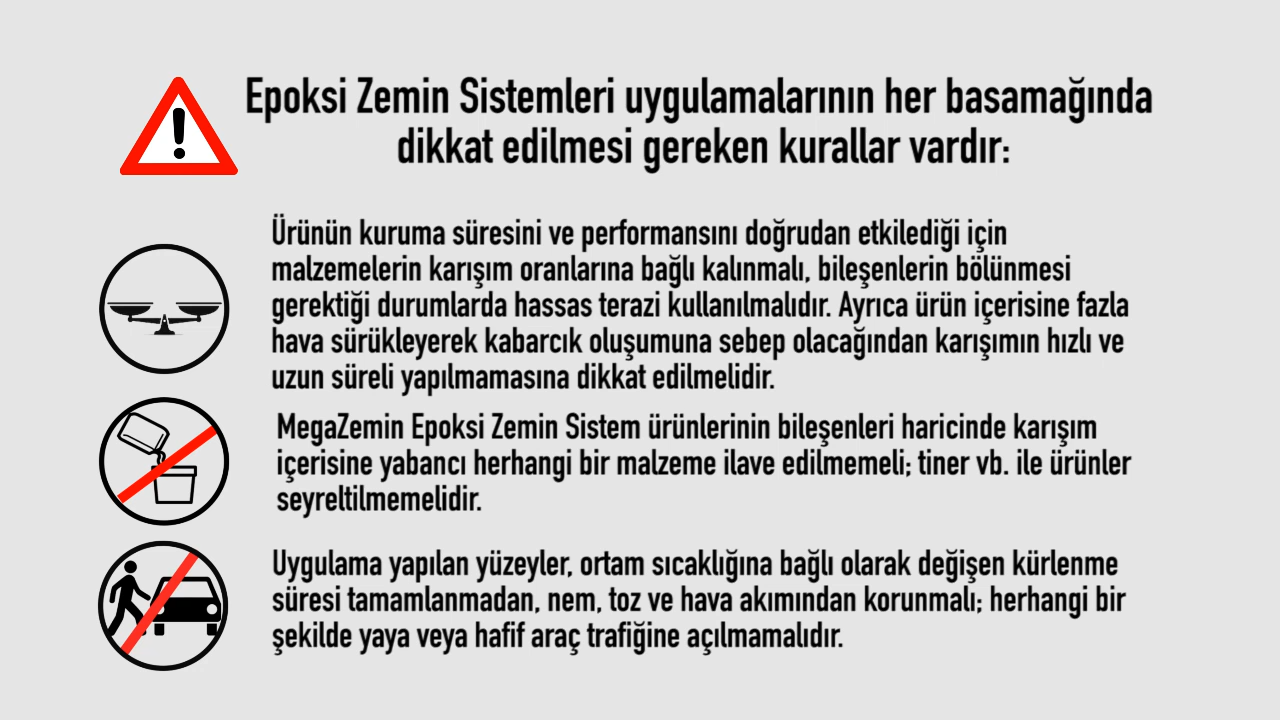 Epoksi Zemin Sistemleri uygulamalarının her basamağında
dikkat edilmesi gereken kurallar vardır:
Ürünün kuruma süresini ve performansını doğrudan etkilediği için
malzemelerin karışım oranlarına bağlı kalınmalı, bileşenlerin bölünmesi
gerektiği durumlarda hassas terazi kullanılmalıdır. Ayrıca ürün içerisine fazla
hava sürükleyerek kabarcık oluşumuna sebep olacağından karışımın hızlı ve
uzun süreli yapılmamasına dikkat edilmelidir.
MegaZemin Epoksi Zemin Sistem ürünlerinin bileşenleri haricinde karışım
içerisine yabancı herhangi bir malzeme ilave edilmemeli; tiner vb. ile ürünler
seyreltilmemelidir.
Uygulama yapılan yüzeyler, ortam sıcaklığına bağlı olarak değişen kürlenme
süresi tamamlanmadan, nem, toz ve hava akımından korunmalı; herhangi bir
şekilde yaya veya hafif araç trafiğine açılmamalıdır.